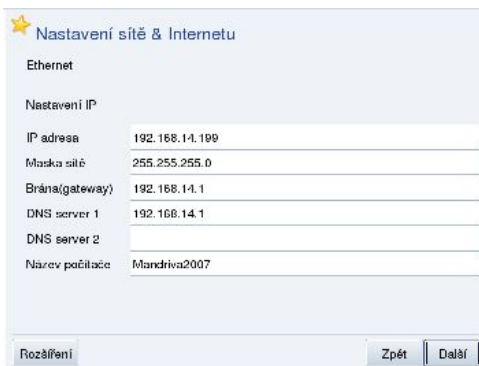 Nastavení sítě & Internetu
Ethernet
Nastavení IP
IP adresa 192.168.14.199
Maska sítě 255.255.255.0
Brána(gateway) 192.168.14.1
DNS server 1 192.168.14.1
DNS server 2
Název počítače Mandriva2007
Rozšíření Zpět Další